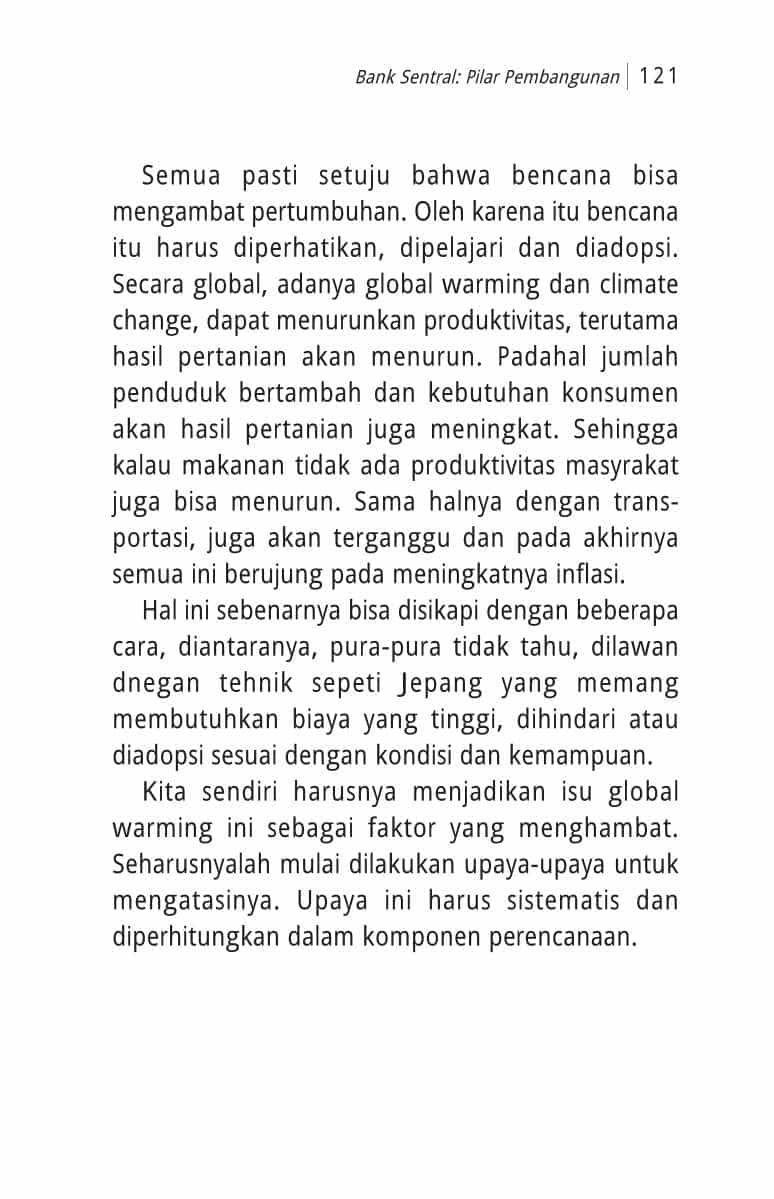 Bank Sentral: Pilar Pembangunan | 121
Semua pasti setuju bahwa bencana bisa
mengambat pertumbuhan. Oleh karena itu bencana
itu harus diperhatikan, dipelajari dan diadopsi.
Secara global, adanya global warming dan climate
change, dapat menurunkan produktivitas, terutama
hasil pertanian akan menurun. Padahal jumlah
penduduk bertambah dan kebutuhan konsumen
akan hasil pertanian juga meningkat. Sehingga
kalau makanan tidak ada produktivitas masyrakat
juga bisa menurun. Sama halnya dengan trans-
portasi, juga akan terganggu dan pada akhirnya
semua ini berujung pada meningkatnya inflasi.
Hal ini sebenarnya bisa disikapi dengan beberapa
cara, diantaranya, pura-pura tidak tahu, dilawan
dnegan tehnik sepeti Jepang yang memang
membutuhkan biaya yang tinggi, dihindari atau
diadopsi sesuai dengan kondisi dan kemampuan.
Kita sendiri harusnya menjadikan isu global
warming ini sebagai faktor yang menghambat.
Seharusnyalah mulai dilakukan upaya-upaya untuk
mengatasinya. Upaya ini harus sistematis dan
diperhitungkan dalam komponen perencanaan.